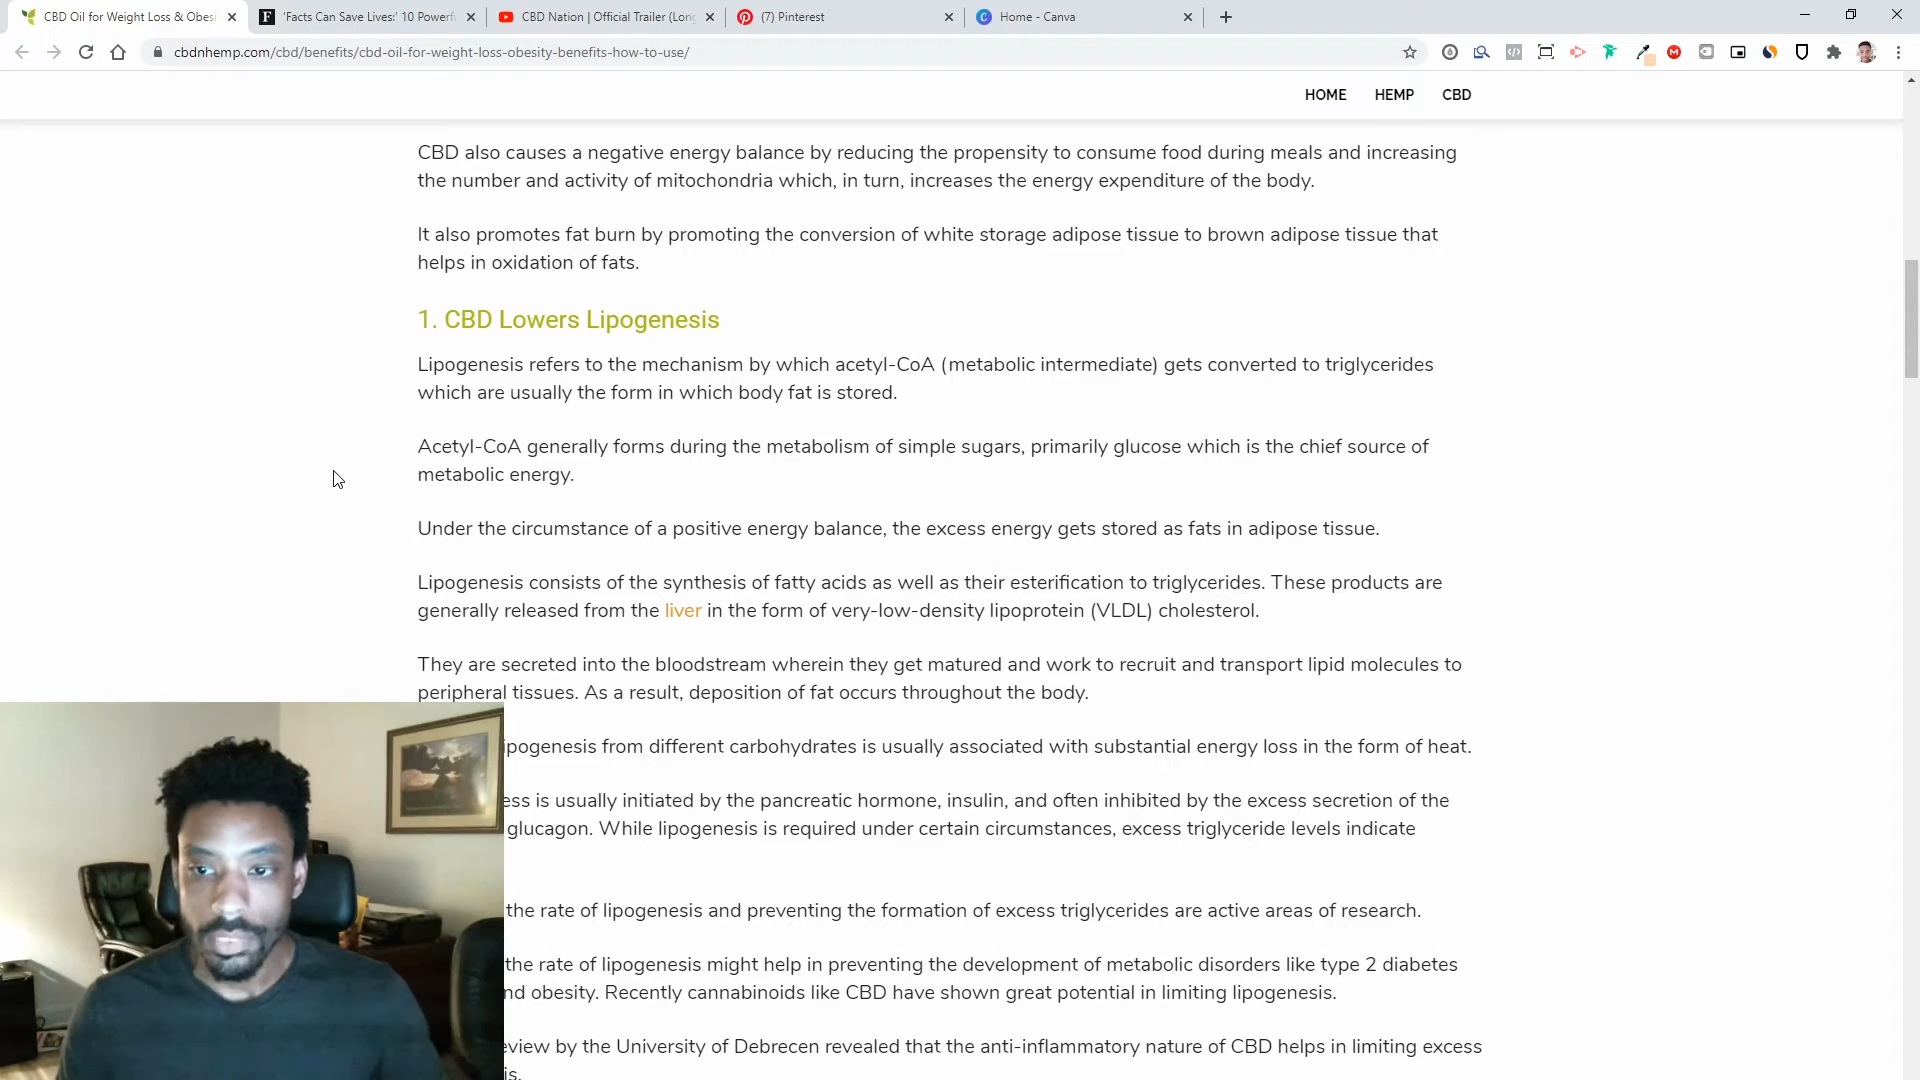 CBD Oil for Weight Loss & Obesi
'Facts Can Save Lives:' 10 Powerf
CBD Nation | Official Trailer (Lon
(7) Pinterest
Home - Canva
cbdnhemp.com/cbd/benefits/cbd-oil-for-weight-loss-obesity-benefits-how-to-use/
HOME HEMP CBD
CBD also causes a negative energy balance by reducing the propensity to consume food during meals and increasing
the number and activity of mitochondria which, in turn, increases the energy expenditure of the body.
It also promotes fat burn by promoting the conversion of white storage adipose tissue to brown adipose tissue that
helps in oxidation of fats.
1. CBD Lowers Lipogenesis
Lipogenesis refers to the mechanism by which acetyl-CoA (metabolic intermediate) gets converted to triglycerides
which are usually the form in which body fat is stored.
Acetyl-CoA generally forms during the metabolism of simple sugars, primarily glucose which is the chief source of
metabolic energy.
Under the circumstance of a positive energy balance, the excess energy gets stored as fats in adipose tissue.
Lipogenesis consists of the synthesis of fatty acids as well as their esterification to triglycerides. These products are
generally released from the liver in the form of very-low-density lipoprotein (VLDL) cholesterol.
They are secreted into the bloodstream wherein they get matured and work to recruit and transport lipid molecules to
peripheral tissues. As a result, deposition of fat occurs throughout the body.
ipogenesis from different carbohydrates is usually associated with substantial energy loss in the form of heat.
ess is usually initiated by the pancreatic hormone, insulin, and often inhibited by the excess secretion of the
glucagon. While lipogenesis is required under certain circumstances, excess triglyceride levels indicate
the rate of lipogenesis and preventing the formation of excess triglycerides are active areas of research.
the rate of lipogenesis might help in preventing the development of metabolic disorders like type 2 diabetes
nd obesity. Recently cannabinoids like CBD have shown great potential in limiting lipogenesis.
eview by the University of Debrecen revealed that the anti-inflammatory nature of CBD helps in limiting excess
is.